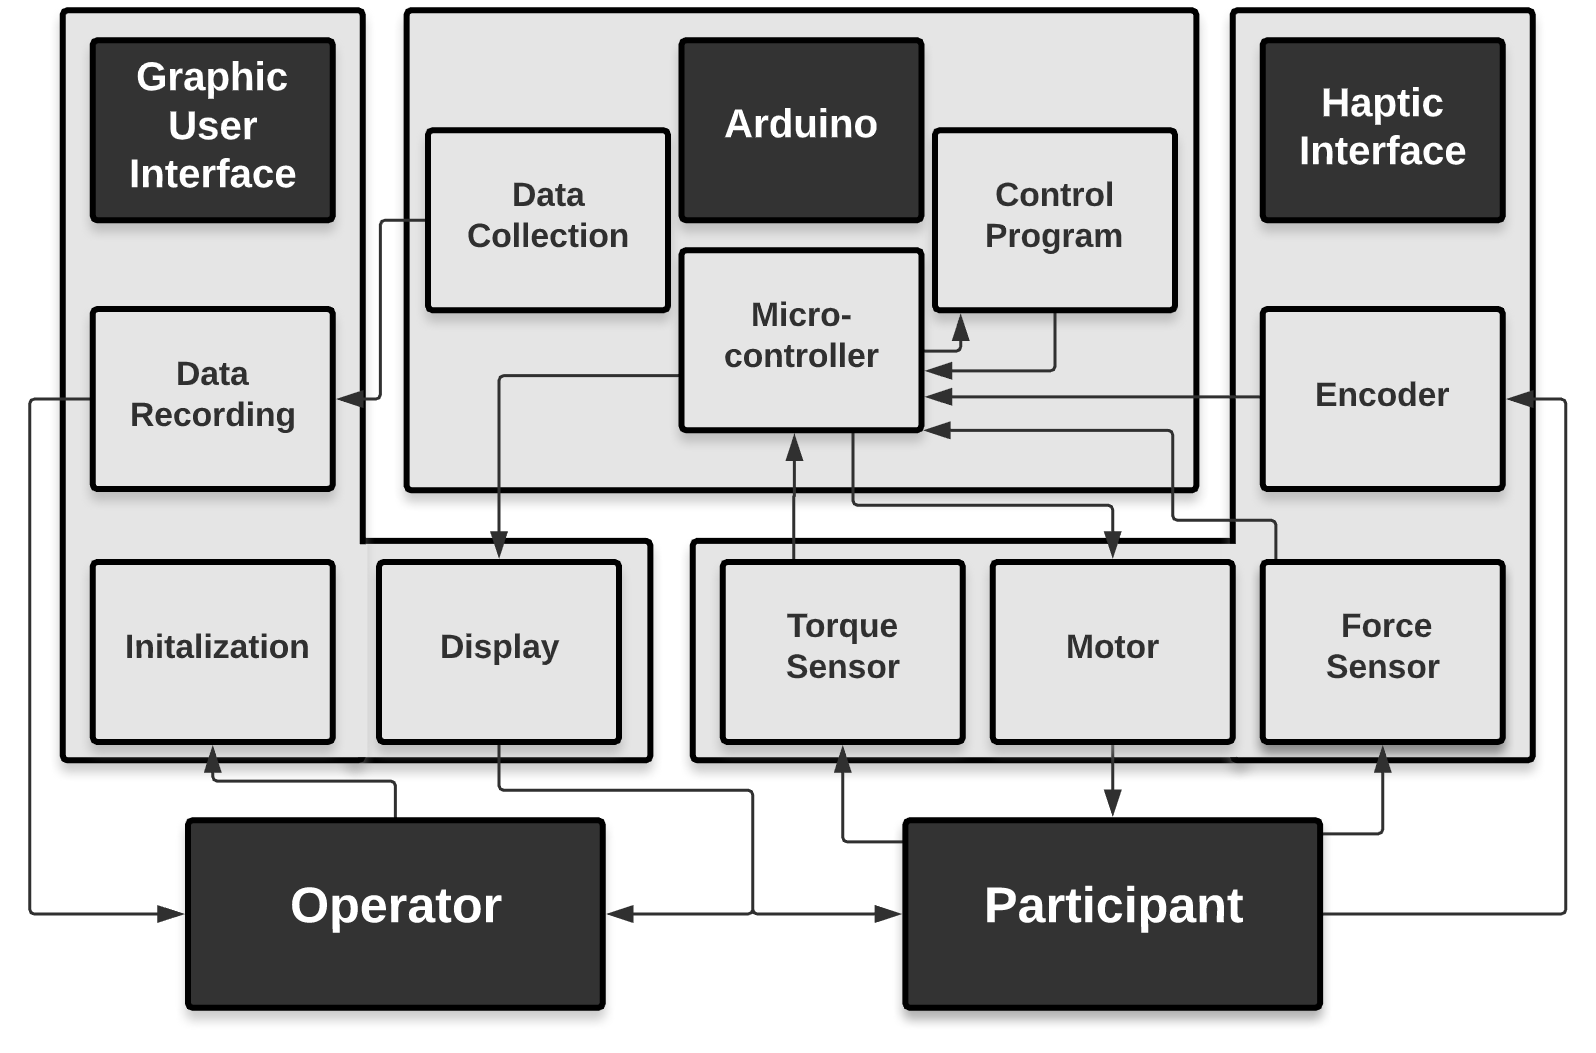 Graphic
User
Interface
Arduino
Haptic
Interface
Data
Collection
Control
Program
Micro-
controller
Data
Recording
Encoder
Initalization
Display
Torque
Sensor
Motor
Force
Sensor
Operator
Participant